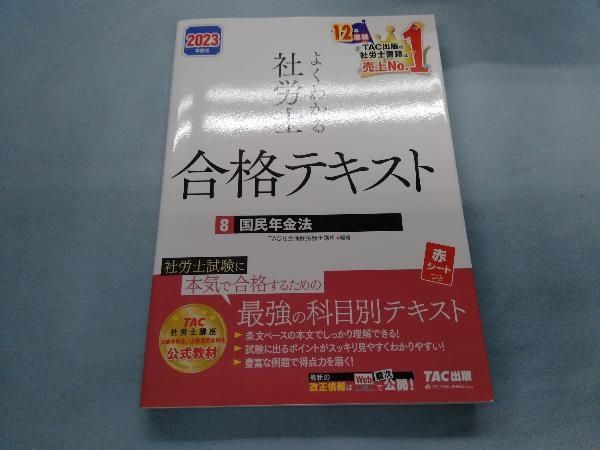 2023
年度版
12年連続
TAC出版の
社労士書籍は
売上No.1
よくわかる
社労士
合格テキスト
8 国民年金法
TAC社会保険労務士講座 編著
赤
シート
つき
社労士試験に
本気で合格するための
最強の科目別テキスト
TAC
社労士講座
公式教材
条文ベースの本文でしっかり理解できる!
試験に出るポイントがスッキリ見やすくわかりやすい!
豊富な例題で得点力を磨く!
最新の
改正情報は Webで順次公開!
TAC出版